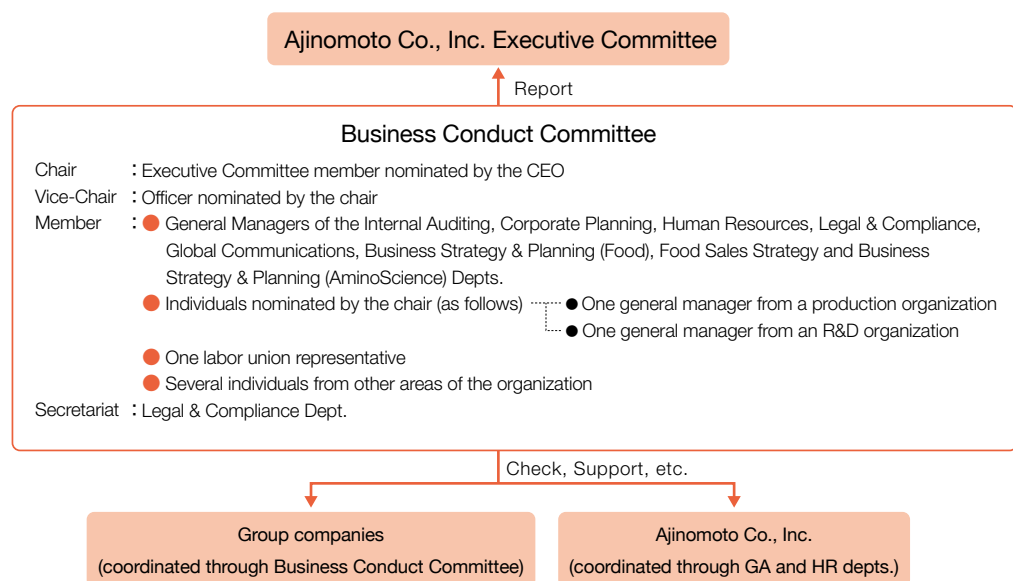 Ajinomoto Co., Inc. Executive Committee
Report
Business Conduct Committee
Chair : Executive Committee member nominated by the CEO
Vice-Chair : Officer nominated by the chair
Member : ● General Managers of the Internal Auditing, Corporate Planning, Human Resources, Legal & Compliance,
Global Communications, Business Strategy & Planning (Food), Food Sales Strategy and Business
Strategy & Planning (AminoScience) Depts.
● Individuals nominated by the chair (as follows) ● One general manager from a production organization
● One general manager from an R&D organization
● One labor union representative
● Several individuals from other areas of the organization
Secretariat : Legal & Compliance Dept.
Check, Support, etc.
Group companies
(coordinated through Business Conduct Committee)
Ajinomoto Co., Inc.
(coordinated through GA and HR depts.)